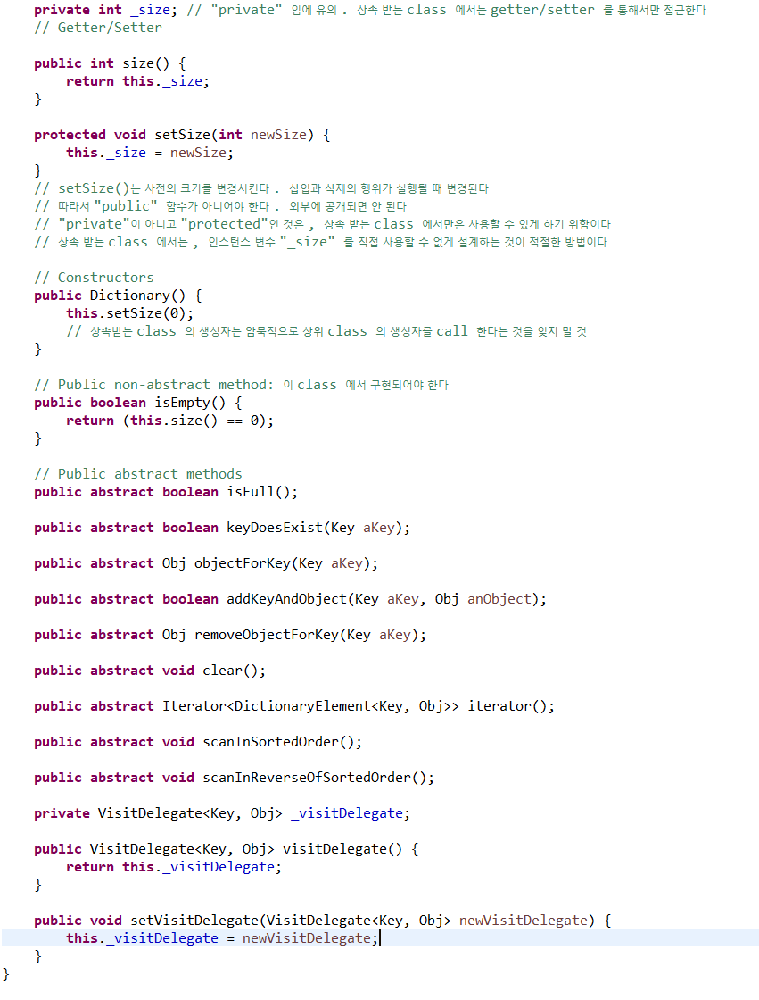 private int _size; // "private" 임에 유의 . 상속 받는 class 에서는 getter/setter 를 통해서만 접근한다
// Getter/Setter
public int size() {
return this._size;
}
protected void setSize(int newSize) {
this._size = newSize;
}
// setSize()는 사전의 크기를 변경시킨다 . 삽입과 삭제의 행위가 실행될 때 변경된다
// 따라서 "public" 함수가 아니어야 한다 . 외부에 공개되면 안 된다
// "private"이 아니고 "protected"인 것은 , 상속 받는 class 에서만은 사용할 수 있게 하기 위함이다
// 상속 받는 class 에서는 , 인스턴스 변수 "_size" 를 직접 사용할 수 없게 설계하는 것이 적절한 방법이다
// Constructors
public Dictionary() {
this.setSize(0);
// 상속받는 class 의 생성자는 암묵적으로 상위 class 의 생성자를 call 한다는 것을 잊지 말 것
}
// Public non-abstract method: 이 class 에서 구현되어야 한다
public boolean isEmpty() {
return (this.size() == 0);
}
// Public abstract methods
public abstract boolean isFull();
public abstract boolean keyDoesExist(Key aKey);
public abstract Obj objectForKey(Key aKey);
public abstract boolean addKeyAndObject(Key aKey, Obj anObject);
public abstract Obj removeObjectForKey(Key aKey);
public abstract void clear();
public abstract Iterator<DictionaryElement<Key, Obj>> iterator();
public abstract void scanInSortedOrder();
public abstract void scanInReverseOfSortedOrder();
private VisitDelegate<Key, Obj> _visitDelegate;
public VisitDelegate<Key, Obj> visitDelegate() {
return this._visitDelegate;
}
public void setVisitDelegate(VisitDelegate<Key, Obj> newVisitDelegate) {
this._visitDelegate = newVisitDelegate;
}
}